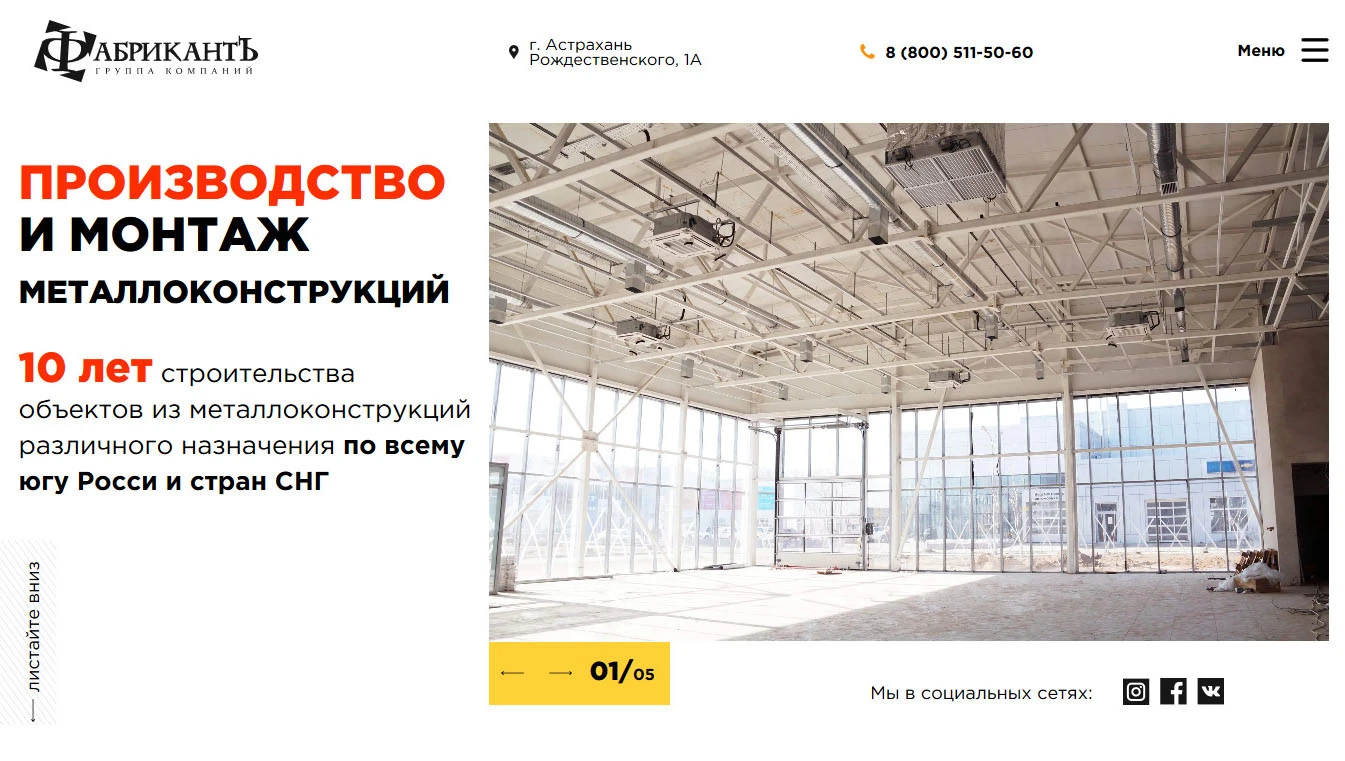 ФАБРИКАНТЪ
ГРУППА КОМПАНИЙ
г. Астрахань
Рождественского, 1А
8 (800) 511-50-60
Меню
ПРОИЗВОДСТВО
И МОНТАЖ
МЕТАЛЛОКОНСТРУКЦИЙ
10 лет строительства
объектов из металлоконструкций
различного назначения по всему
югу Росси и стран СНГ
листайте вниз
01/05
Мы в социальных сетях: